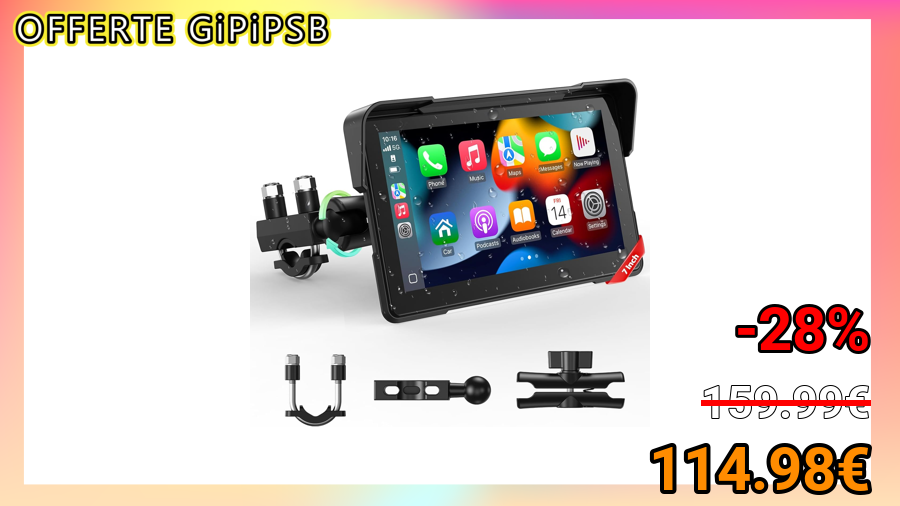 OFFERTE GiPiPSB
10:16
5G
Phone
Music
Maps
Messages
Now Playing
Car
Podcasts
Audiobooks
FRI
14
Calendar
Settings
7 Inch
-28%
159.99€
114.98€